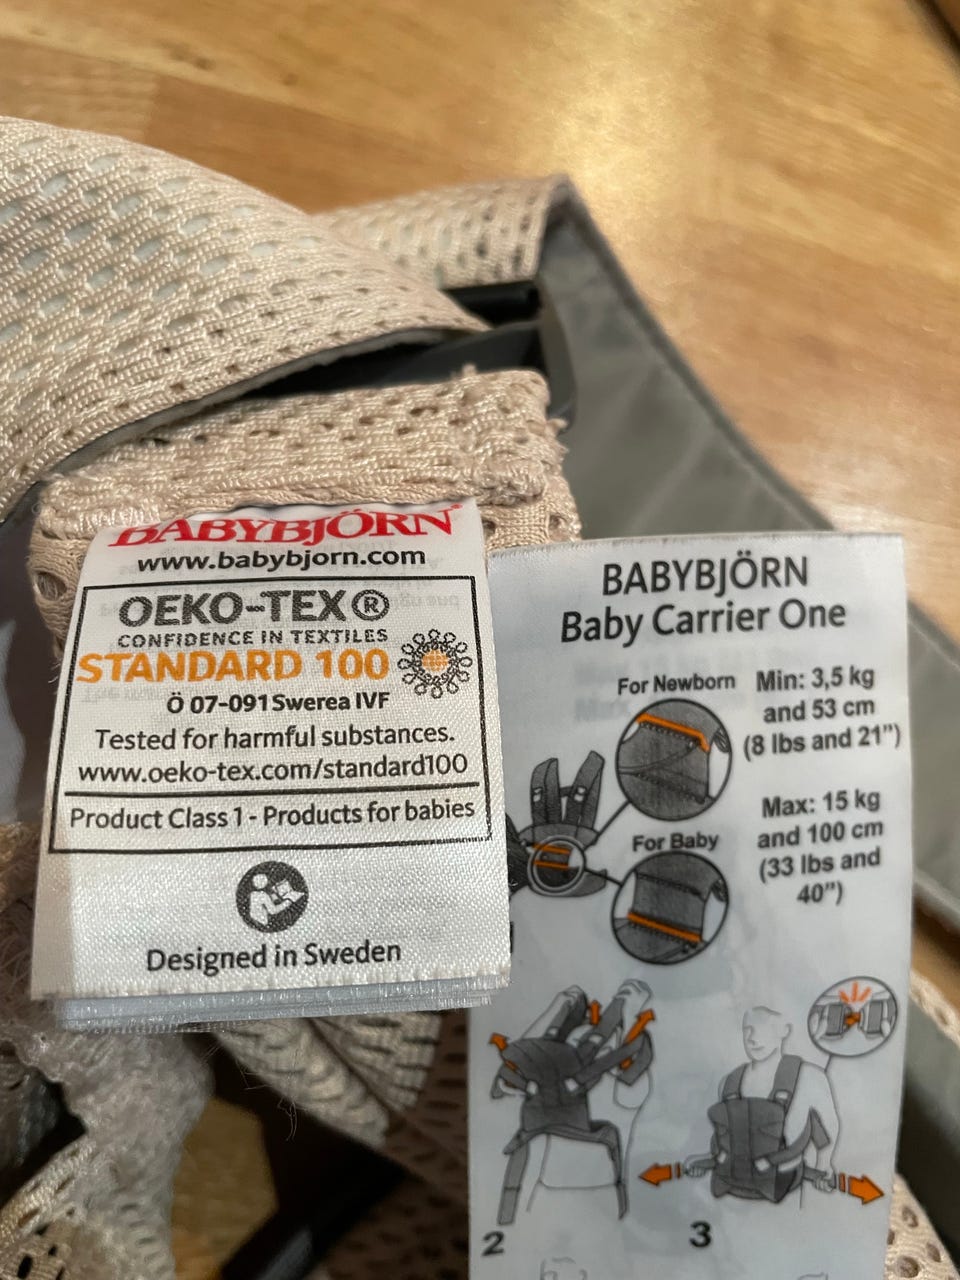 BABYBJÖRN®
www.babybjorn.com
OEKO-TEX®
CONFIDENCE IN TEXTILES
STANDARD 100
Ö 07-091 Swerea IVF
Tested for harmful substances.
www.oeko-tex.com/standard100
Product Class 1 - Products for babies
Designed in Sweden
BABYBJÖRN
Baby Carrier One
For Newborn
Min: 3,5 kg
and 53 cm
(8 lbs and 21”)
For Baby
Max: 15 kg
and 100 cm
(33 lbs and
40”)
2
3